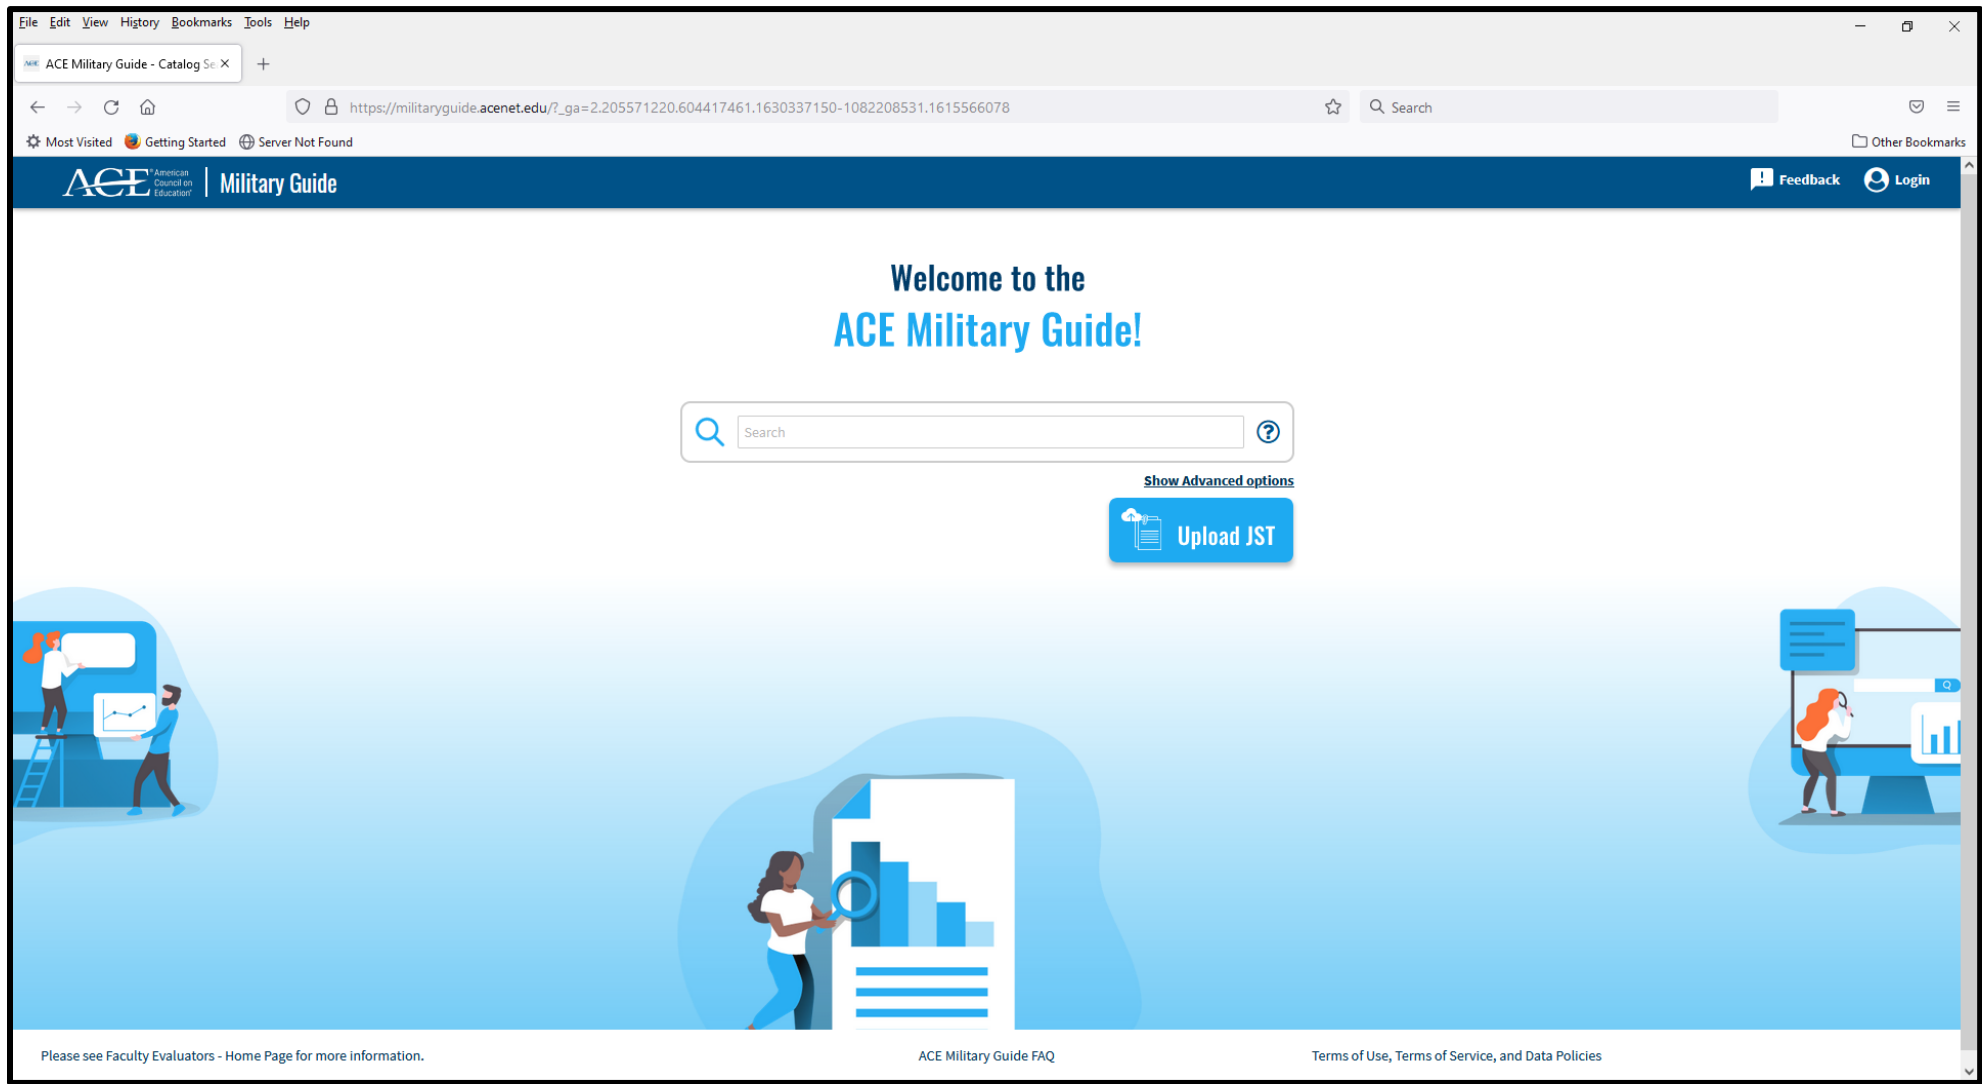 File Edit View History Bookmarks Tools Help
ACE Military Guide - Catalog Se
https://militaryguide.acenet.edu/?_ga=2.205571220.604417461.1630337150-1082208531.1615566078
Search
Most Visited Getting Started Server Not Found Other Bookmarks
ACE® American Council on Education® Military Guide Feedback Login
Welcome to the
ACE Military Guide!
Search
Show Advanced options
Upload JST
Please see Faculty Evaluators - Home Page for more information. ACE Military Guide FAQ Terms of Use, Terms of Service, and Data Policies